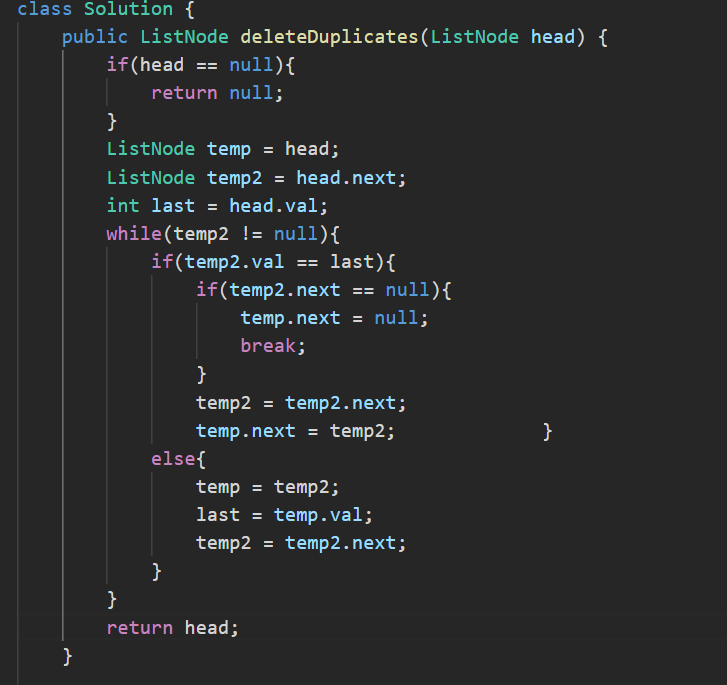 class Solution {
    public ListNode deleteDuplicates(ListNode head) {
        if(head == null){
            return null;
        }
        ListNode temp = head;
        ListNode temp2 = head.next;
        int last = head.val;
        while(temp2 != null){
            if(temp2.val == last){
                if(temp2.next == null){
                    temp.next = null;
                    break;
                }
                temp2 = temp2.next;
                temp.next = temp2;             }
            else{
                temp = temp2;
                last = temp.val;
                temp2 = temp2.next;
            }
        }
        return head;
    }